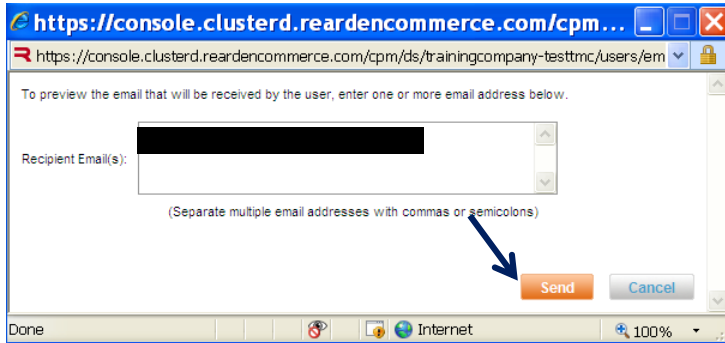 https://console.clusterd.reardencommerce.com/cpm...
https://console.clusterd.reardencommerce.com/cpm/ds/trainingcompany-testtmc/users/em
To preview the email that will be received by the user, enter one or more email address below.
Recipient Email(s):
(Separate multiple email addresses with commas or semicolons)
Send Cancel
Done Internet 100%